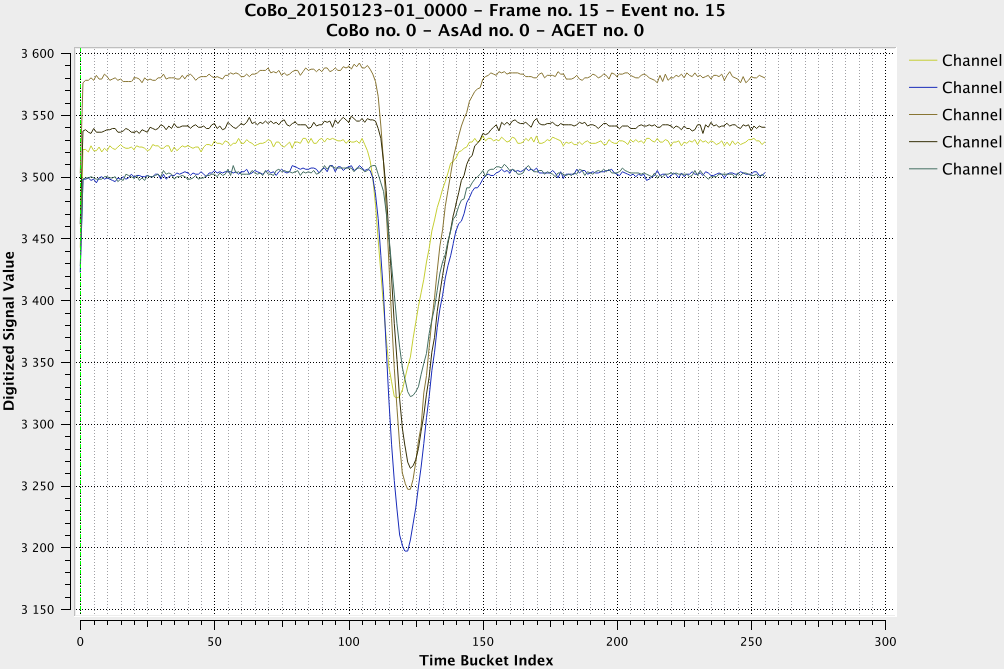 CoBo_20150123-01_0000 – Frame no. 15 – Event no. 15
CoBo no. 0 – AsAd no. 0 – AGET no. 0
Channel
Channel
Channel
Channel
Channel
Digitized Signal Value
3 600
3 550
3 500
3 450
3 400
3 350
3 300
3 250
3 200
3 150
0 50 100 150 200 250 300
Time Bucket Index